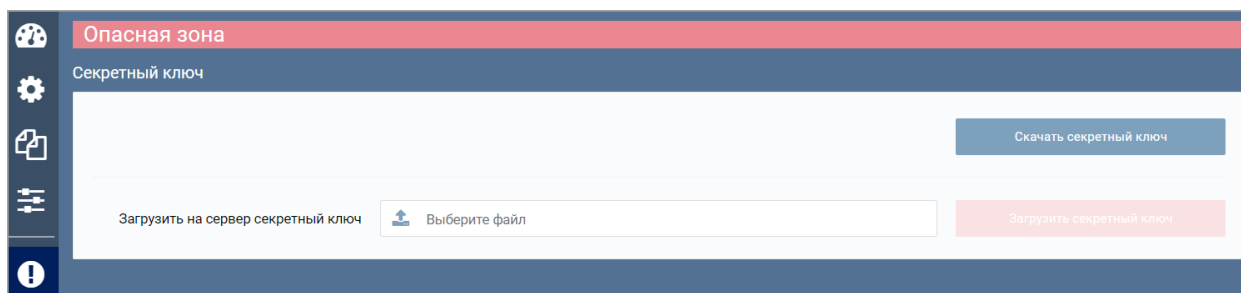 Опасная зона
Секретный ключ
Скачать секретный ключ
Загрузить на сервер секретный ключ Выберите файл Загрузить секретный ключ